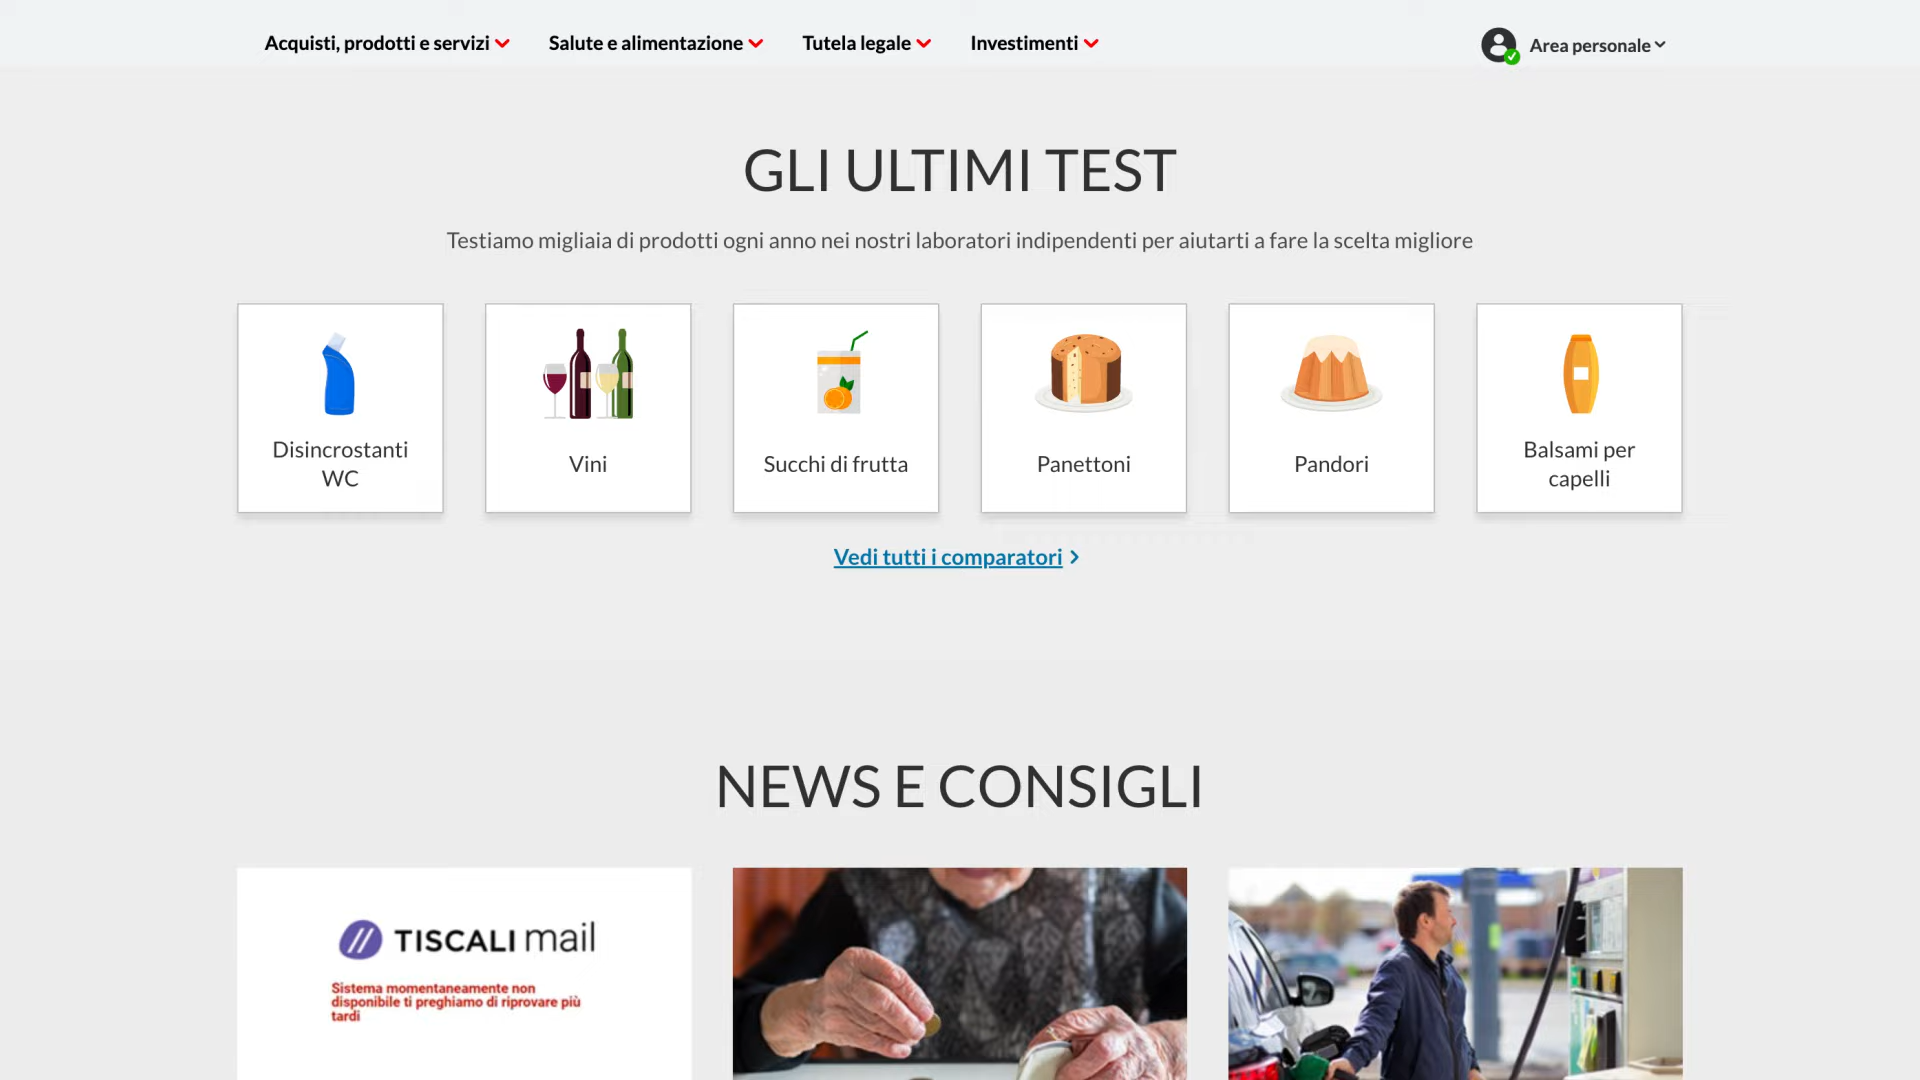 Acquisti, prodotti e servizi
Salute e alimentazione
Tutela legale
Investimenti
Area personale
GLI ULTIMI TEST
Testiamo migliaia di prodotti ogni anno nei nostri laboratori indipendenti per aiutarti a fare la scelta migliore
Disincrostanti
WC
Vini
Succhi di frutta
Panettoni
Pandori
Balsami per
capelli
Vedi tutti i comparatori
NEWS E CONSIGLI
TISCALI mail
Sistema momentaneamente non
disponibile ti preghiamo di riprovare più
tardi